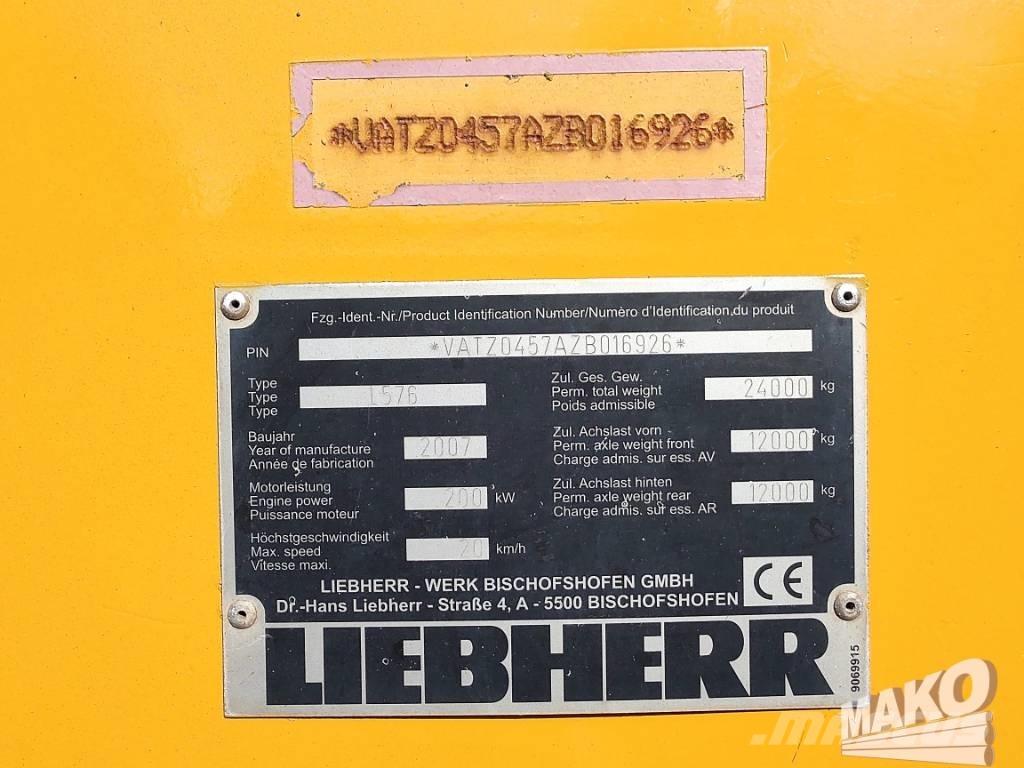 *VATZ0457AZB016926*
Fzg.-Ident.-Nr./Product Identification Number/Numéro d'Identification du produit
PIN *VATZ0457AZB016926*
Type
Type L576
Type
Baujahr
Year of manufacture 2007
Année de fabrication
Motorleistung
Engine power 200 kW
Puissance moteur
Höchstgeschwindigkeit
Max. speed 20 km/h
Vitesse maxi.
Zul. Ges. Gew.
Perm. total weight 24000 kg
Poids admissible
Zul. Achslast vorn
Perm. axle weight front 12000 kg
Charge admis. sur ess. AV
Zul. Achslast hinten
Perm. axle weight rear 12000 kg
Charge admis. sur ess. AR
LIEBHERR - WERK BISCHOFSHOFEN GMBH
Dr.-Hans Liebherr - Straße 4, A - 5500 BISCHOFSHOFEN
CE
LIEBHERR
9069915
MAKO